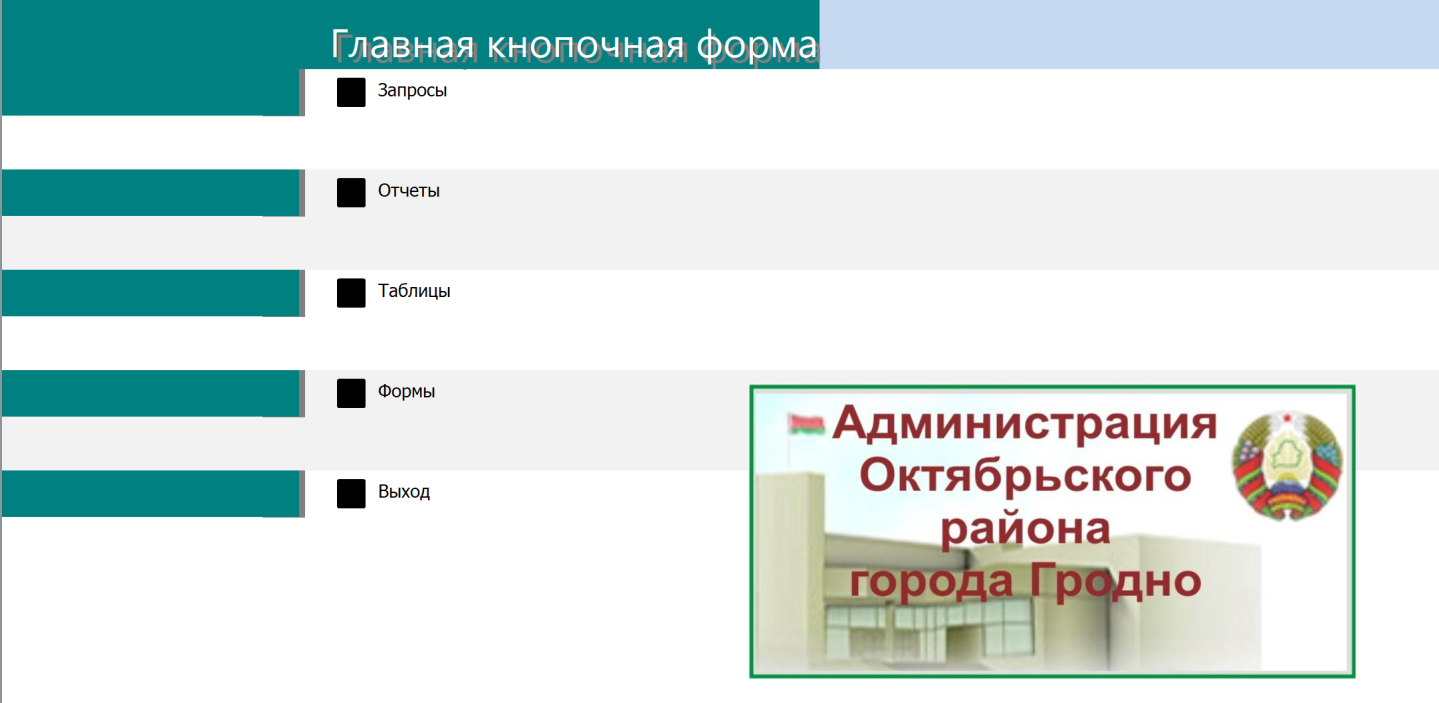 Главная кнопочная форма
Запросы
Отчеты
Таблицы
Формы
Выход
Администрация
Октябрьского
района
города Гродно